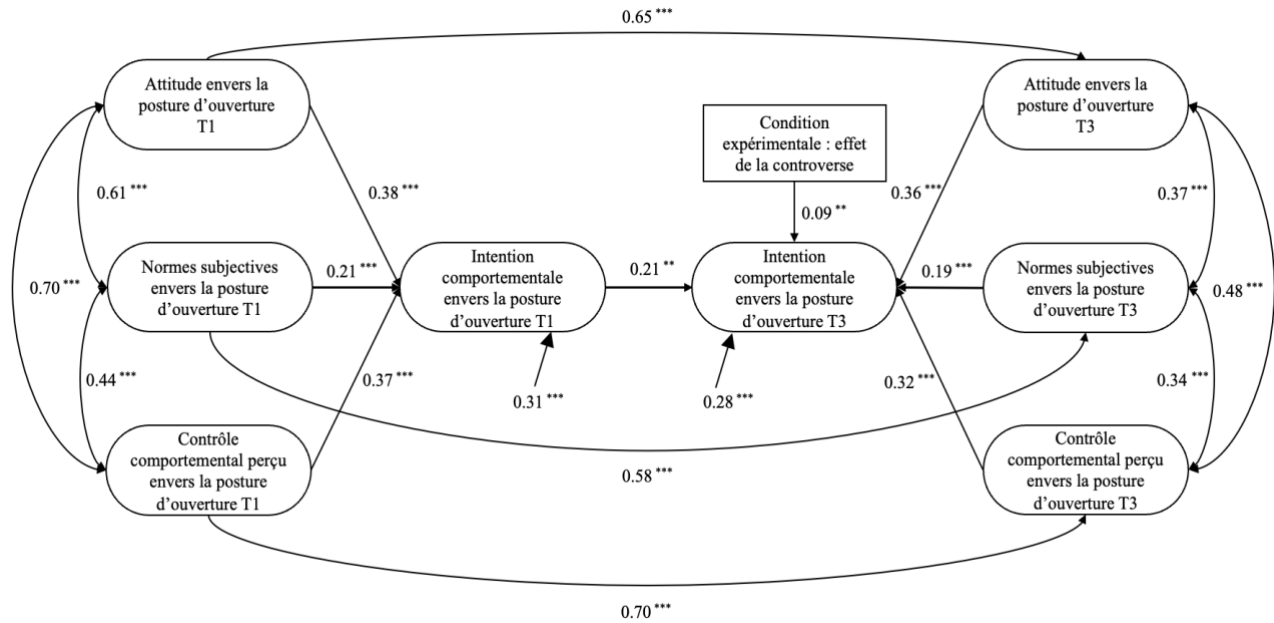 0.65 ***
Attitude envers la
posture d’ouverture
T1
Attitude envers la
posture d’ouverture
T3
Condition
expérimentale : effet
de la controverse
0.61 ***
0.38 ***
0.09 **
0.36 ***
0.37 ***
Normes subjectives
envers la posture
d’ouverture T1
0.21 ***
Intention
comportementale
envers la posture
d’ouverture T1
0.21 **
Intention
comportementale
envers la posture
d’ouverture T3
0.19 ***
Normes subjectives
envers la posture
d’ouverture T3
0.70 ***
0.48 ***
0.44 ***
0.37 ***
0.31 ***
0.28 ***
0.32 ***
0.34 ***
Contrôle
comportemental perçu
envers la posture
d’ouverture T1
0.58 ***
Contrôle
comportemental perçu
envers la posture
d’ouverture T3
0.70 ***